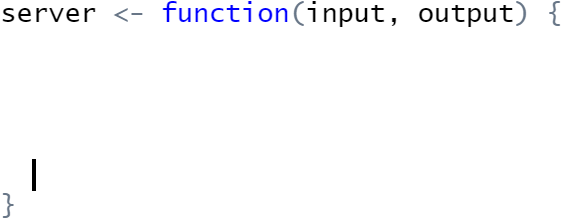 server <- function(input, output) {
}